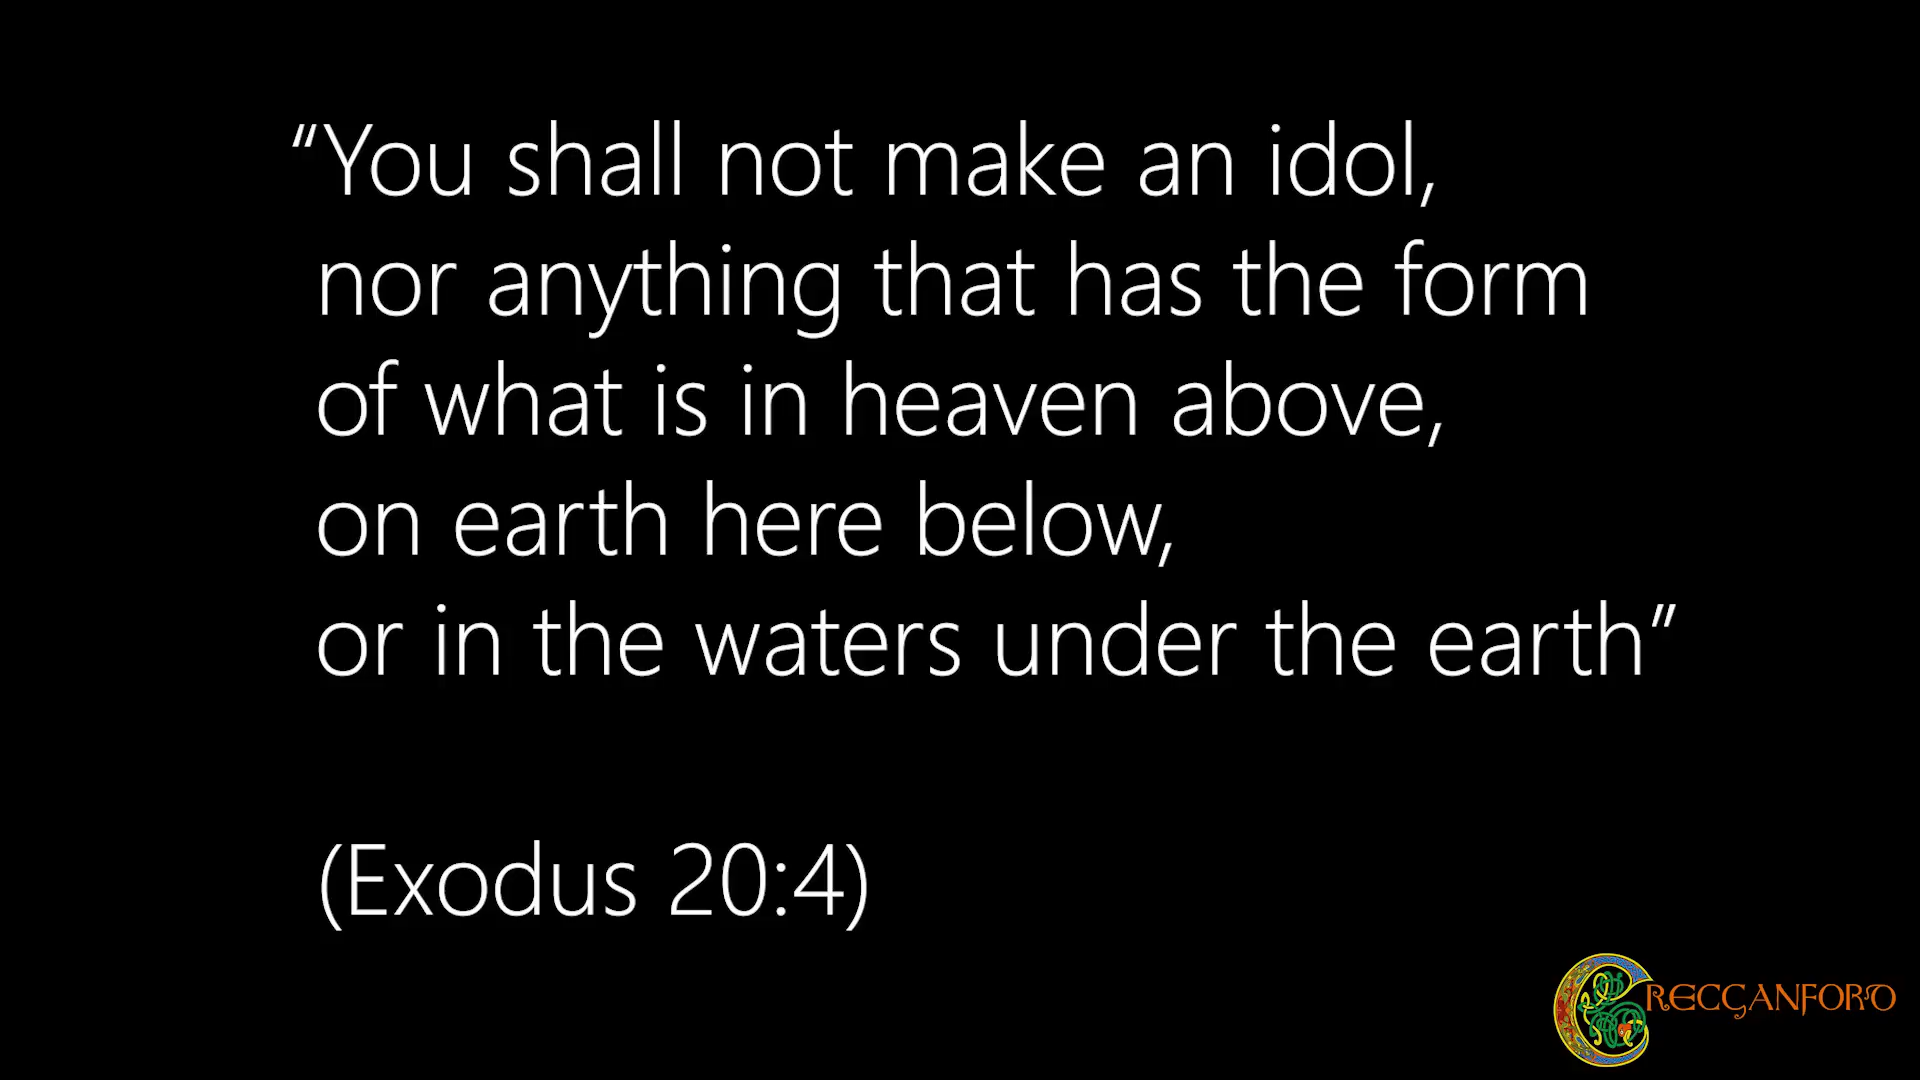 “You shall not make an idol,
nor anything that has the form
of what is in heaven above,
on earth here below,
or in the waters under the earth”
(Exodus 20:4)
CRECGANFORD